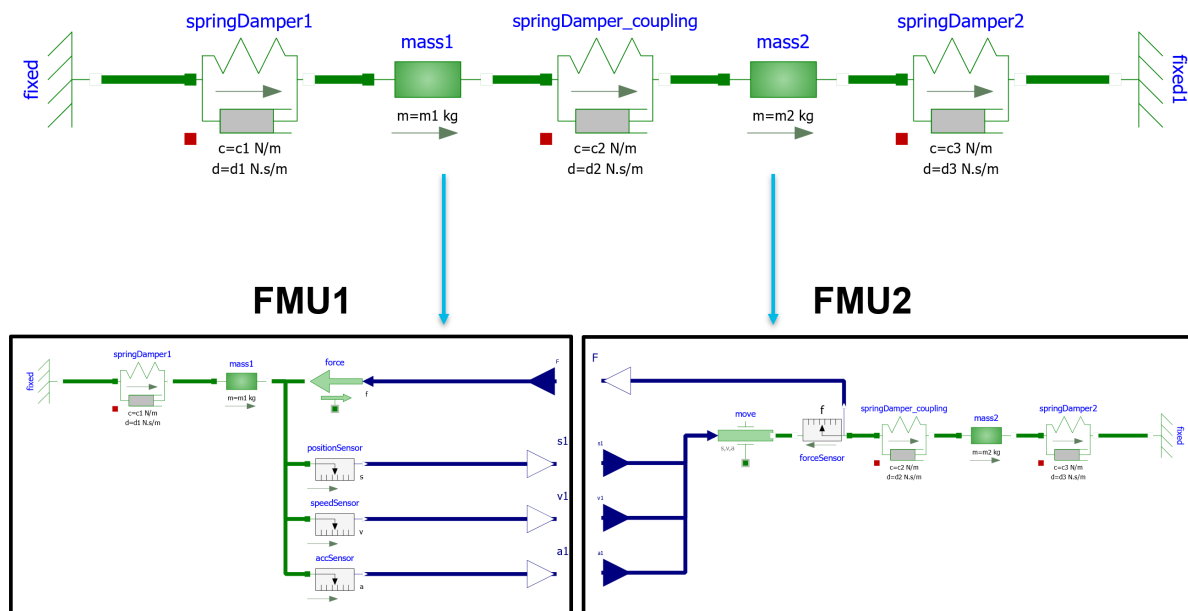 springDamper1
springDamper_coupling
springDamper2
mass1
mass2
fixed
fixed1
m=m1 kg
m=m2 kg
c=c1 N/m
d=d1 N.s/m
c=c2 N/m
d=d2 N.s/m
c=c3 N/m
d=d3 N.s/m
FMU1
FMU2
springDamper1
mass1
force
F
fixed
f
m=m1 kg
c=c1 N/m
d=d1 N.s/m
positionSensor
s1
s
speedSensor
v1
v
accSensor
a1
a
F
move
f
springDamper_coupling
mass2
springDamper2
fixed
s1
s,v,a
forceSensor
m=m2 kg
c=c2 N/m
d=d2 N.s/m
c=c3 N/m
d=d3 N.s/m
v1
a1